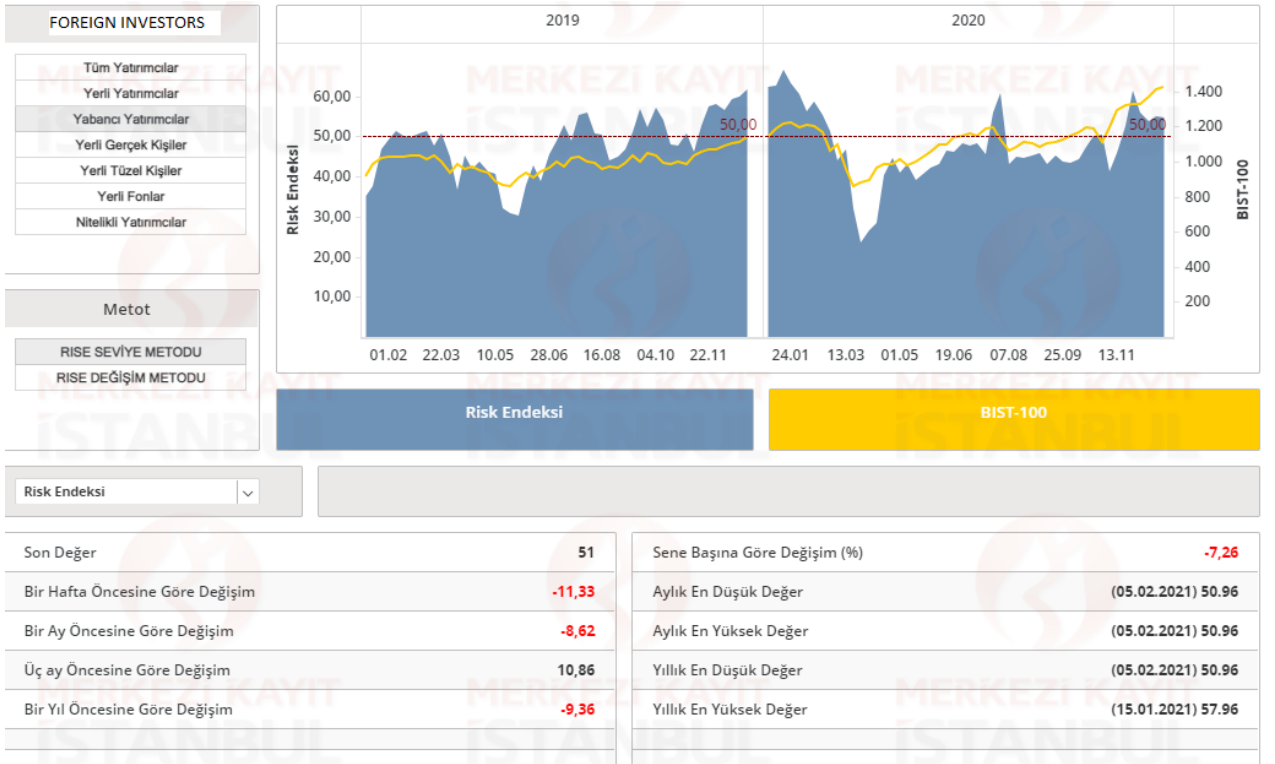 FOREIGN INVESTORS
Tüm Yatırımcılar
Yerli Yatırımcılar
Yabancı Yatırımcılar
Yerli Gerçek Kişiler
Yerli Tüzel Kişiler
Yerli Fonlar
Nitelikli Yatırımcılar
Metot
RISE SEVİYE METODU
RISE DEĞİŞİM METODU
2019
2020
Risk Endeksi
60,00
50,00
40,00
30,00
20,00
10,00
50,00
50,00
1.400
1.200
1.000
800
600
400
200
BIST-100
01.02 22.03 10.05 28.06 16.08 04.10 22.11
24.01 13.03 01.05 19.06 07.08 25.09 13.11
Risk Endeksi
BIST-100
Risk Endeksi
Son Değer 51
Bir Hafta Öncesine Göre Değişim -11,33
Bir Ay Öncesine Göre Değişim -8,62
Üç ay Öncesine Göre Değişim 10,86
Bir Yıl Öncesine Göre Değişim -9,36
Sene Başına Göre Değişim (%) -7,26
Aylık En Düşük Değer (05.02.2021) 50.96
Aylık En Yüksek Değer (05.02.2021) 50.96
Yıllık En Düşük Değer (05.02.2021) 50.96
Yıllık En Yüksek Değer (15.01.2021) 57.96
MERKEZİ KAYIT
İSTANBUL